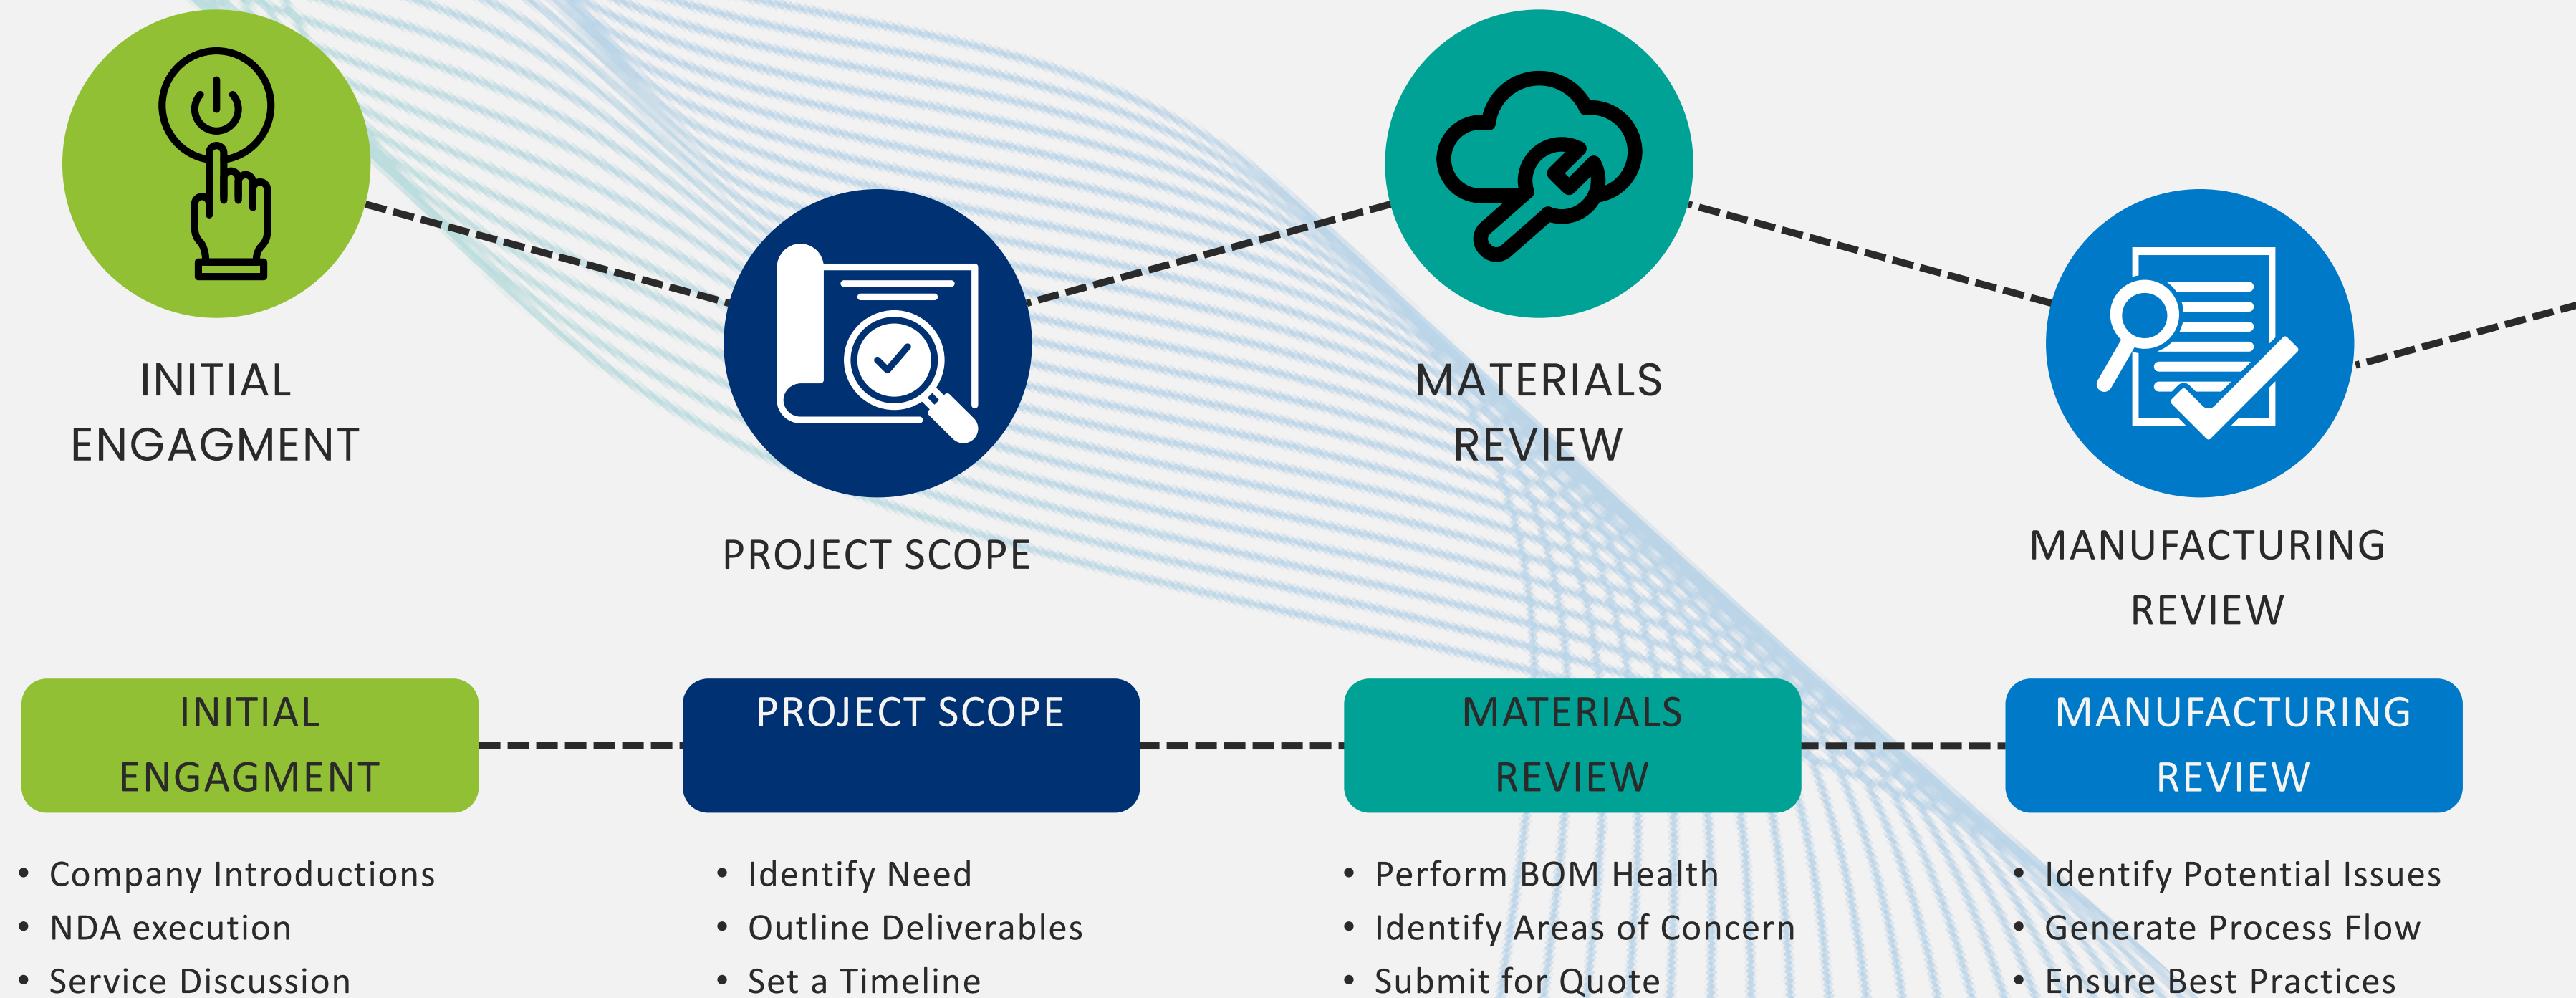 INITIAL
ENGAGMENT
PROJECT SCOPE
MATERIALS
REVIEW
MANUFACTURING
REVIEW
INITIAL
ENGAGMENT
PROJECT SCOPE
MATERIALS
REVIEW
MANUFACTURING
REVIEW
• Company Introductions
• NDA execution
• Service Discussion
• Identify Need
• Outline Deliverables
• Set a Timeline
• Perform BOM Health
• Identify Areas of Concern
• Submit for Quote
• Identify Potential Issues
• Generate Process Flow
• Ensure Best Practices